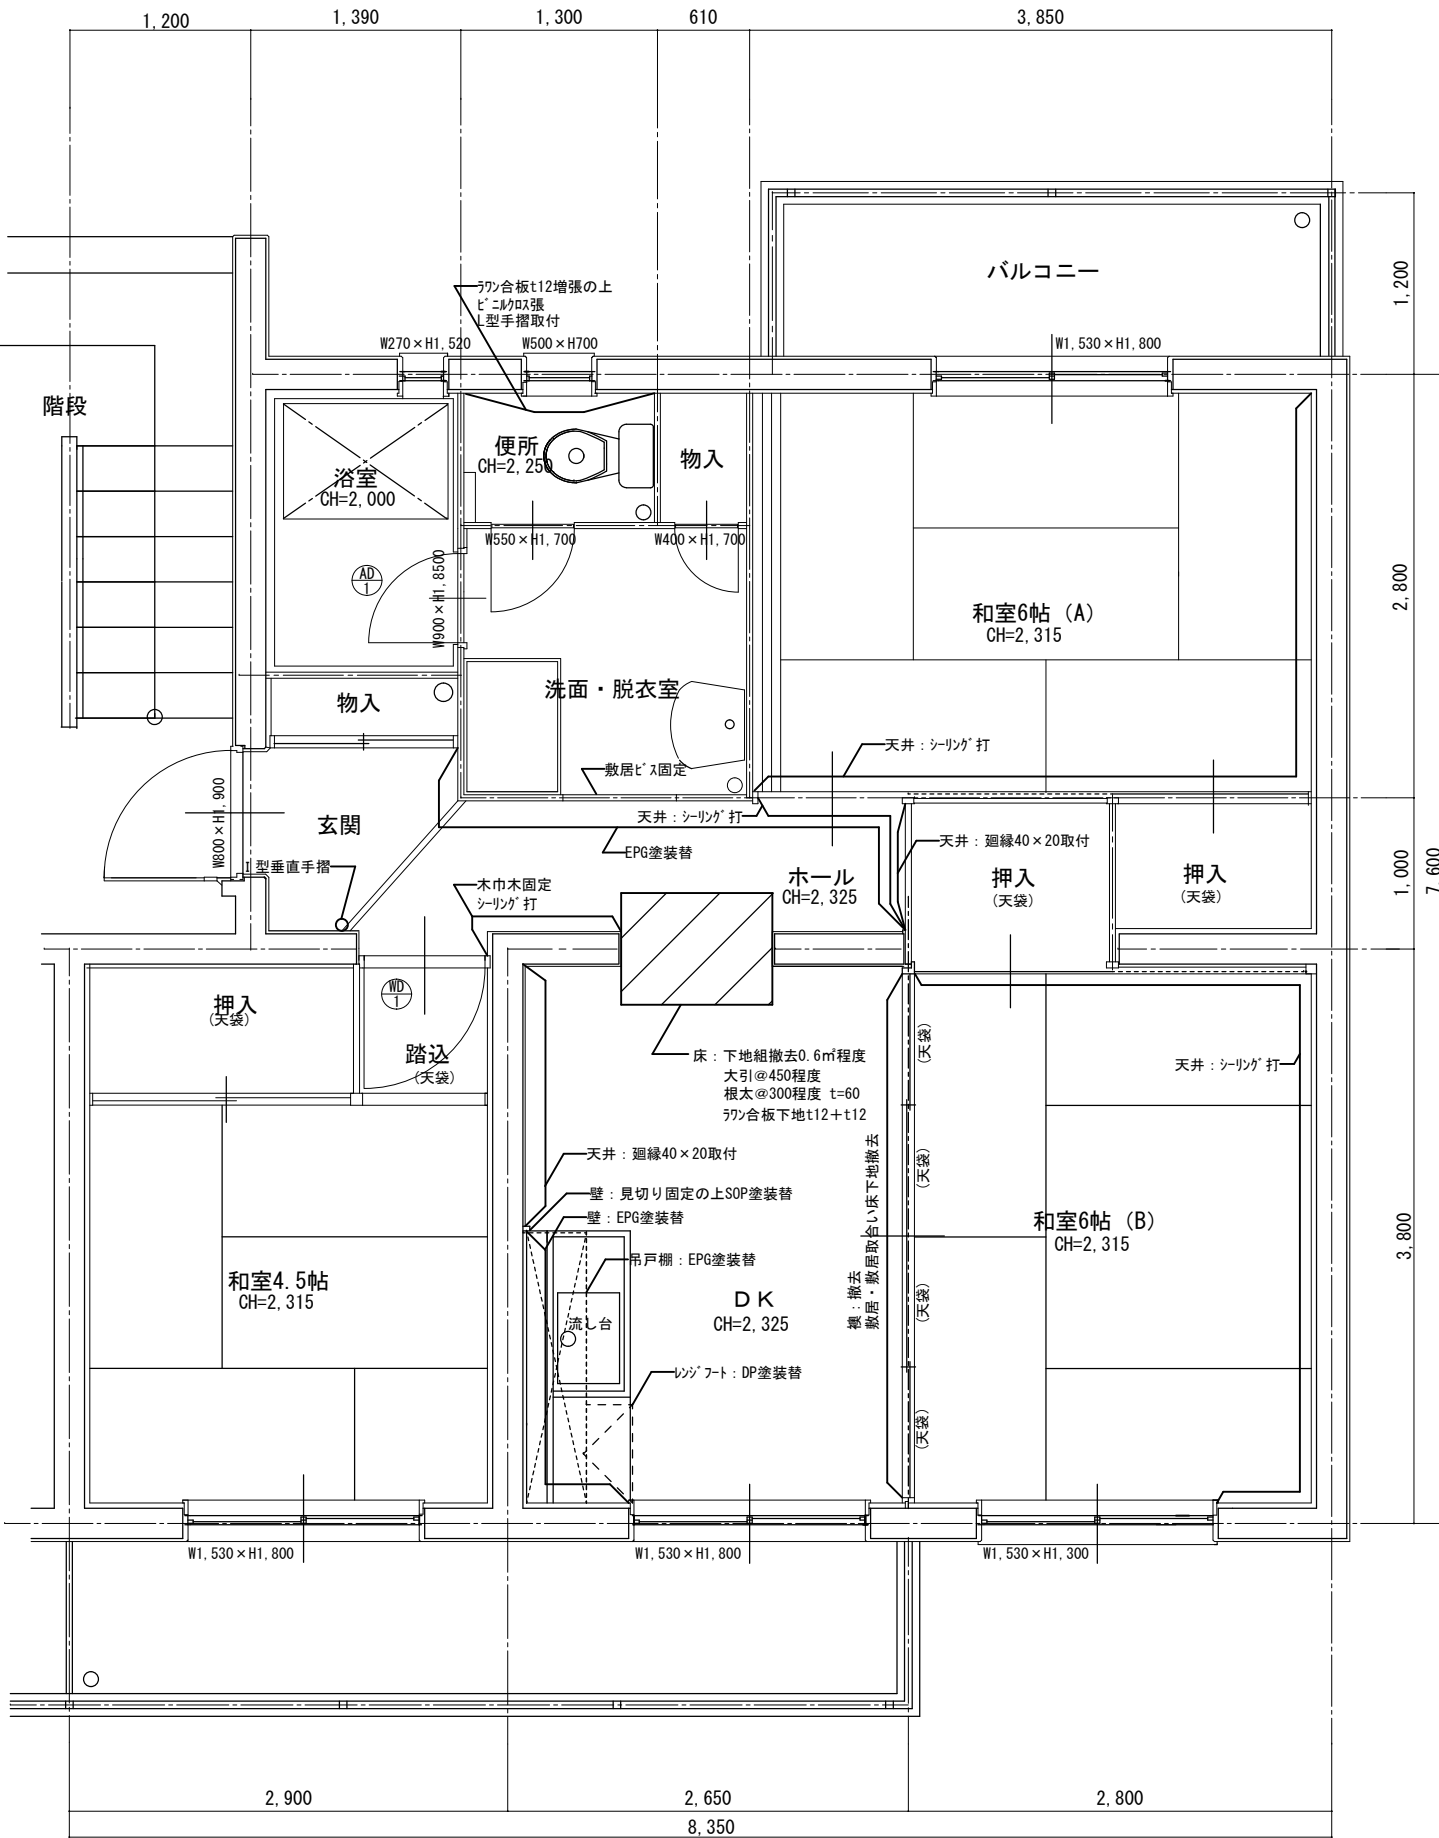 1,200
1,390
1,300
610
3,850
バルコニー
1,200
ﾗﾜﾝ合板t12増張の上
ﾋﾞﾆﾙｸﾛｽ張
L型手摺取付
W270×H1,520
W500×H700
W1,530×H1,800
階段
便所
CH=2,250
物入
浴室
CH=2,000
W550×H1,700
W400×H1,700
AD
1
W900×H1,8500
和室6帖 (A)
CH=2,315
2,800
洗面・脱衣室
物入
天井：ｼｰﾘﾝｸﾞ打
敷居ﾋﾞｽ固定
W800×H1,900
玄関
天井：ｼｰﾘﾝｸﾞ打
EPG塗装替
天井：廻縁40×20取付
I型垂直手摺
木巾木固定
ｼｰﾘﾝｸﾞ打
ホール
CH=2,325
押入
(天袋)
押入
(天袋)
1,000
7,600
WD
1
押入
(天袋)
踏込
(天袋)
床：下地組撤去0.6㎡程度
大引@450程度
根太@300程度 t=60
ﾗﾜﾝ合板下地t12＋t12
(天袋)
天井：ｼｰﾘﾝｸﾞ打
天井：廻縁40×20取付
(天袋)
壁：見切り固定の上SOP塗装替
壁：EPG塗装替
襖：撤去
敷居・敷居取合い床下地撤去
和室6帖 (B)
CH=2,315
3,800
吊戸棚：EPG塗装替
和室4.5帖
CH=2,315
DK
CH=2,325
流し台
(天袋)
ﾚﾝｼﾞﾌｰﾄ：DP塗装替
(天袋)
W1,530×H1,800
W1,530×H1,800
W1,530×H1,300
2,900
2,650
2,800
8,350